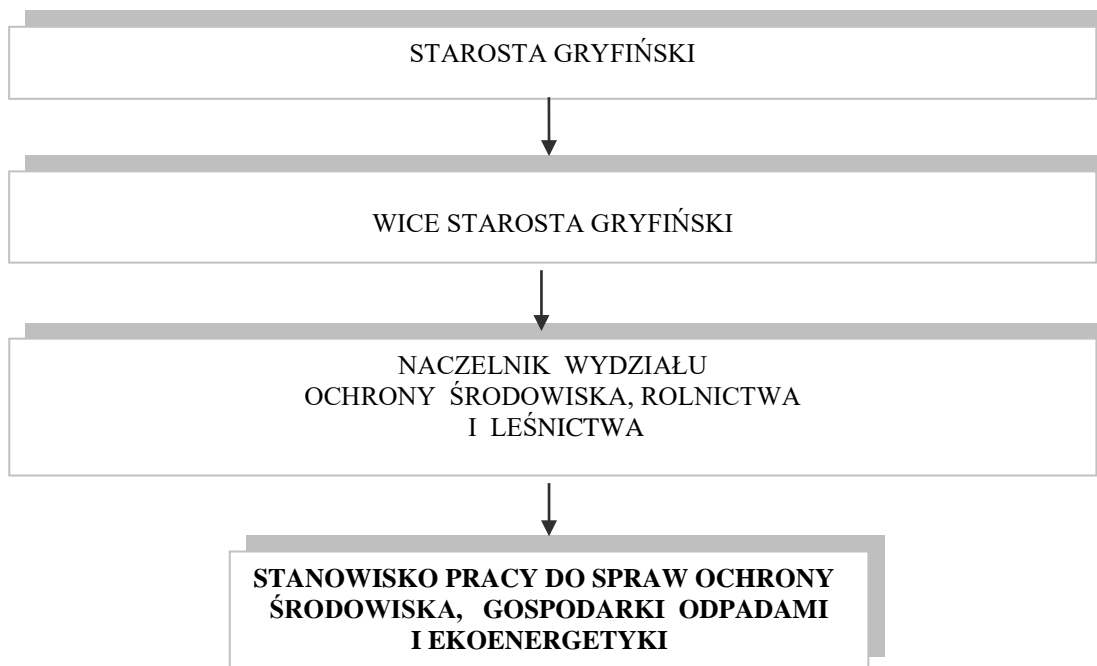 STAROSTA GRYFIŃSKI
WICE STAROSTA GRYFIŃSKI
NACZELNIK WYDZIAŁU
OCHRONY ŚRODOWISKA, ROLNICTWA
I LEŚNICTWA
STANOWISKO PRACY DO SPRAW OCHRONY
ŚRODOWISKA, GOSPODARKI ODPADAMI
I EKOENERGETYKI